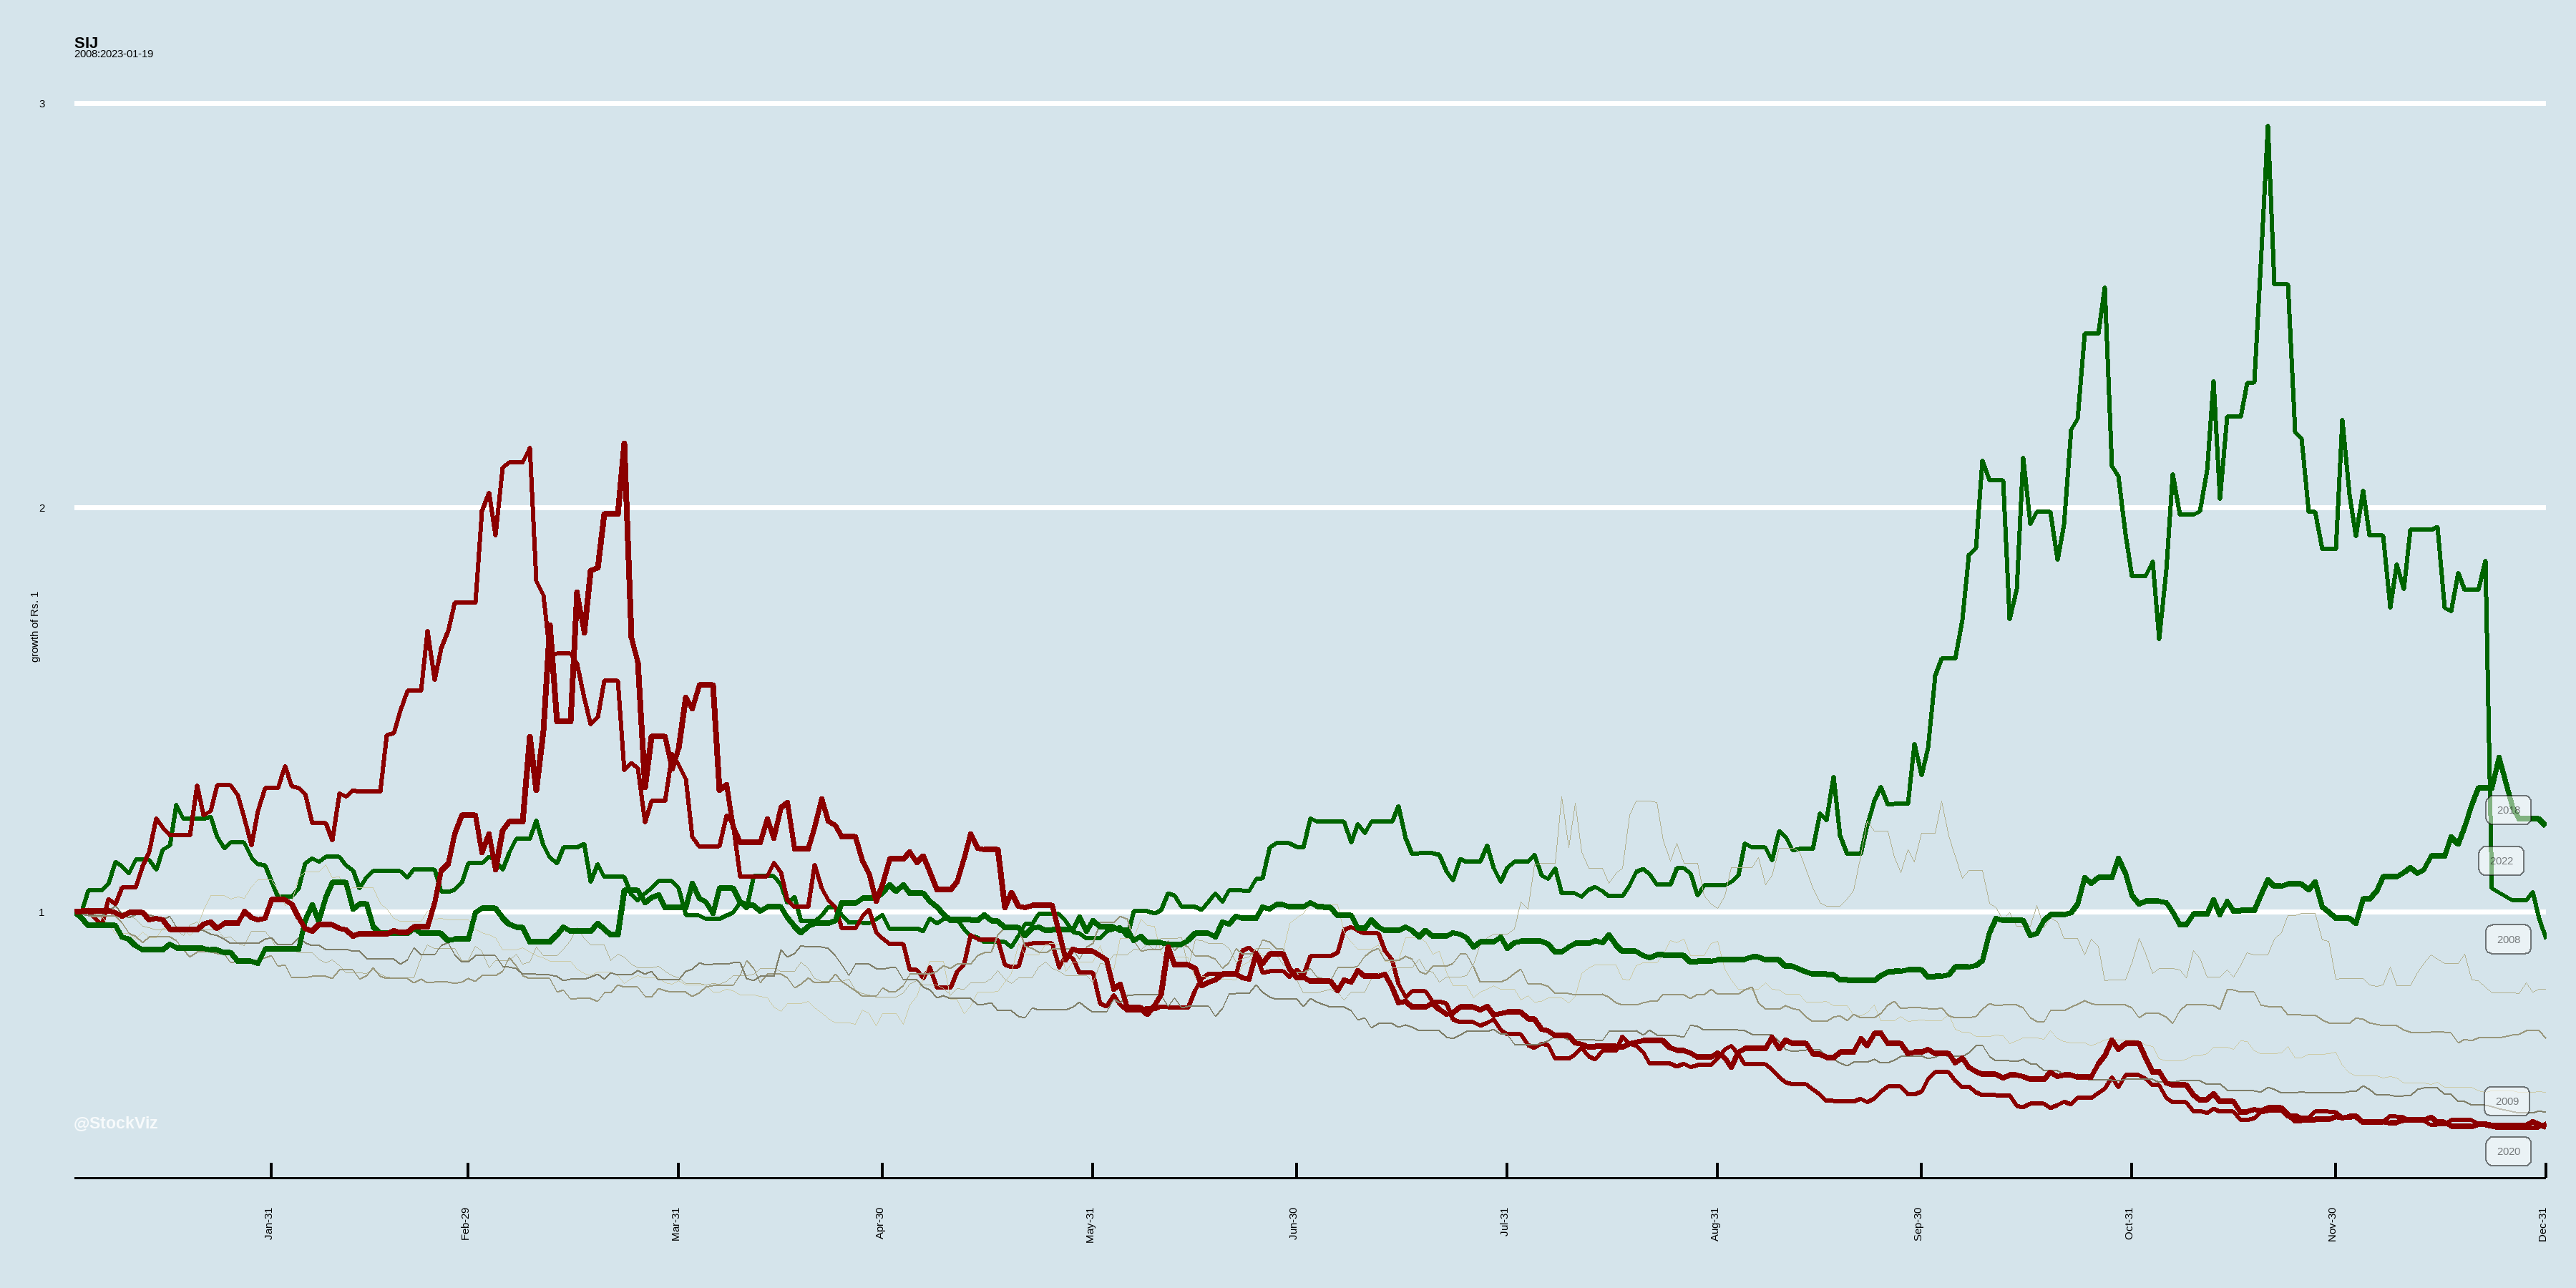 SIJ
2008:2023-01-19
3
2
1
growth of Rs. 1
2018
2022
2008
2009
2020
@StockViz
Jan-31
Feb-29
Mar-31
Apr-30
May-31
Jun-30
Jul-31
Aug-31
Sep-30
Oct-31
Nov-30
Dec-31